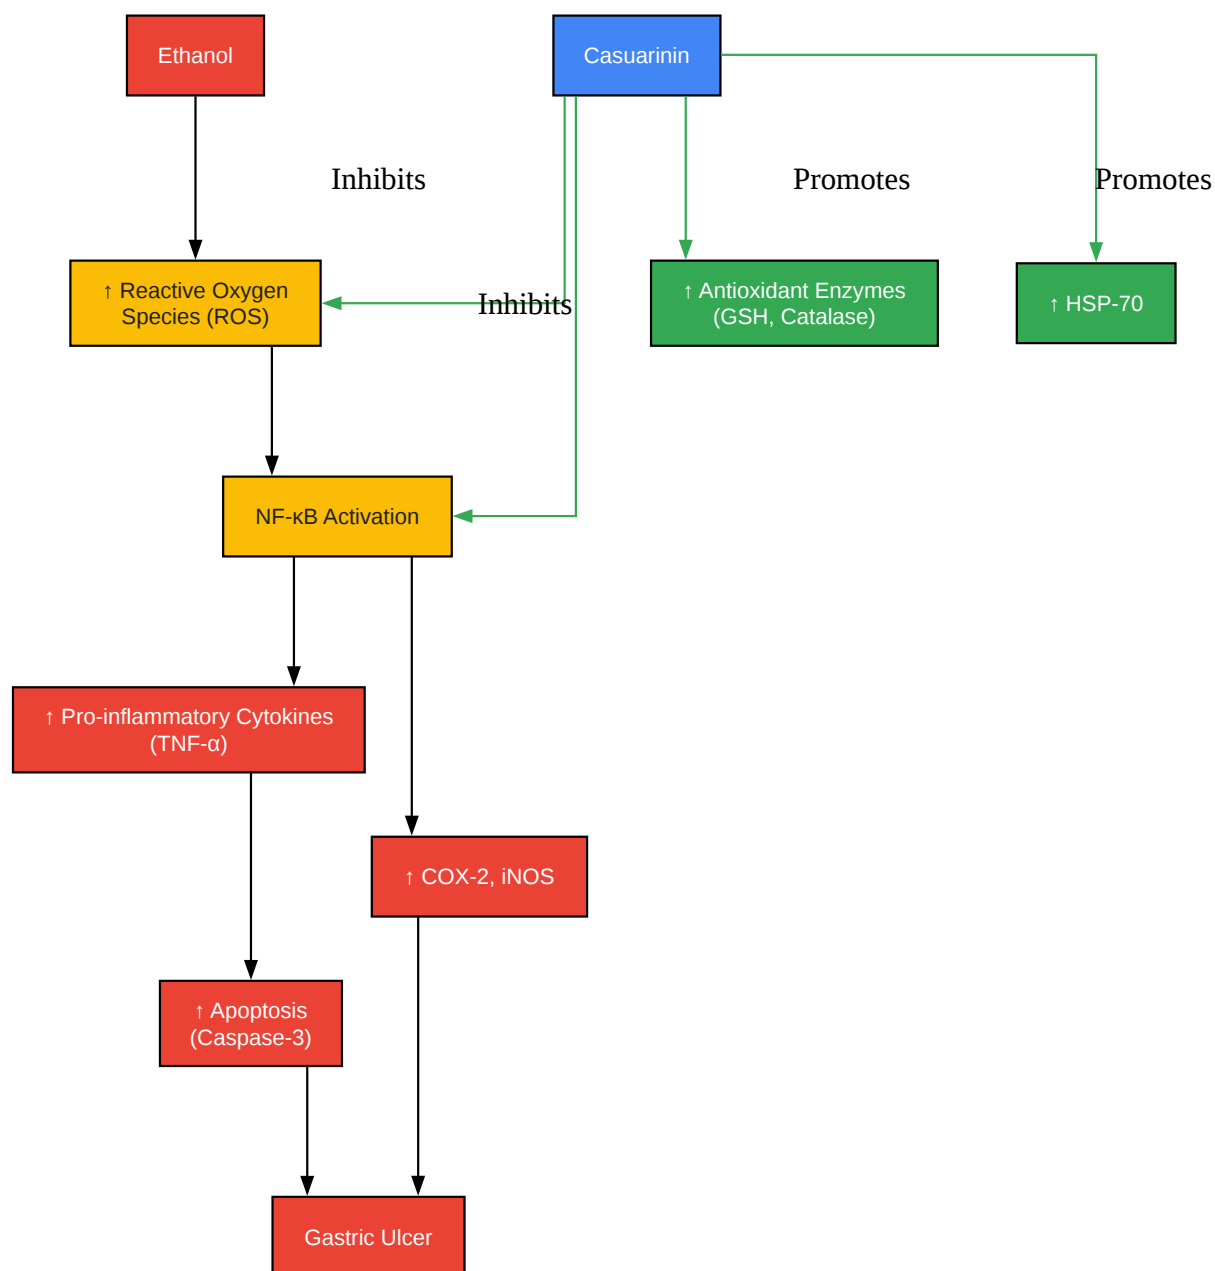 Ethanol
Casuarinin
Inhibits
Promotes
Promotes
↑ Reactive Oxygen
Species (ROS)
Inhibits
↑ Antioxidant Enzymes
(GSH, Catalase)
↑ HSP-70
NF-κB Activation
↑ Pro-inflammatory Cytokines
(TNF-α)
↑ COX-2, iNOS
↑ Apoptosis
(Caspase-3)
Gastric Ulcer